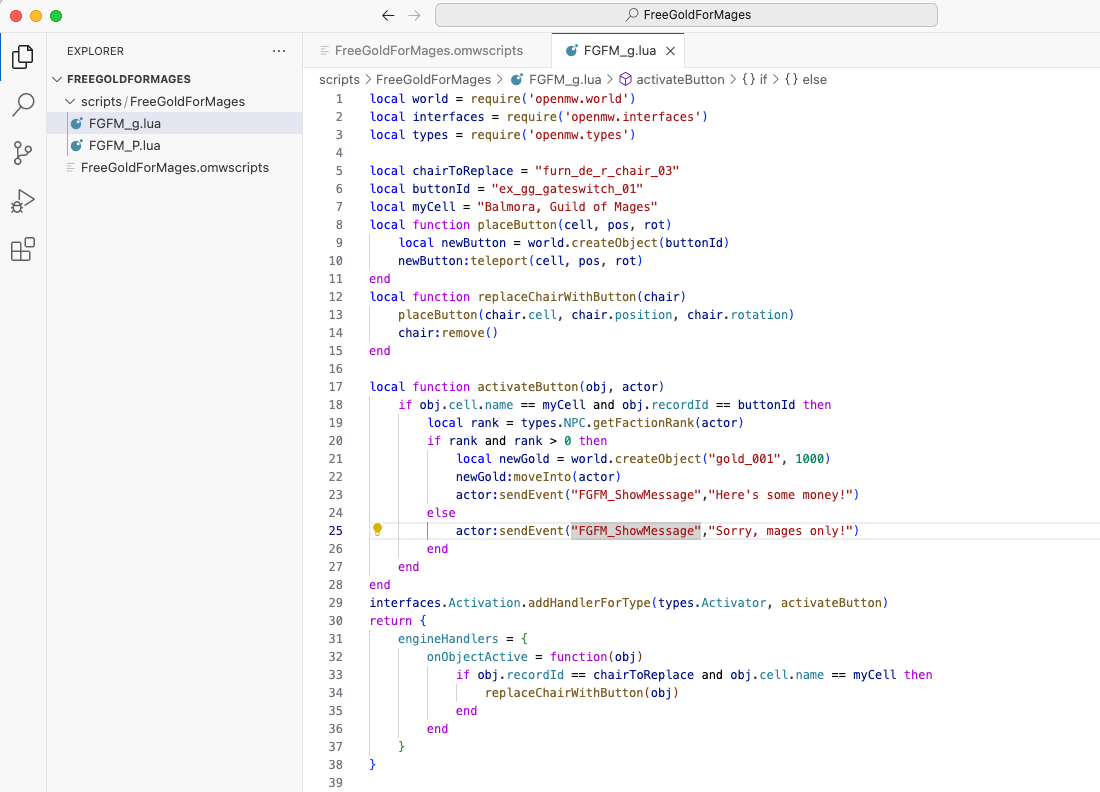 FreeGoldForMages
EXPLORER
FREEGOLDFORMAGES
scripts/FreeGoldForMages
FGFM_g.lua
FGFM_P.lua
FreeGoldForMages.omwscripts
FreeGoldForMages.omwscripts
FGFM_g.lua
scripts > FreeGoldForMages > FGFM_g.lua > activateButton > {} if > {} else
1 local world = require('openmw.world')
2 local interfaces = require('openmw.interfaces')
3 local types = require('openmw.types')
4
5 local chairToReplace = "furn_de_r_chair_03"
6 local buttonId = "ex_gg_gateswitch_01"
7 local myCell = "Balmora, Guild of Mages"
8 local function placeButton(cell, pos, rot)
9     local newButton = world.createObject(buttonId)
10     newButton:teleport(cell, pos, rot)
11 end
12 local function replaceChairWithButton(chair)
13     placeButton(chair.cell, chair.position, chair.rotation)
14     chair:remove()
15 end
16
17 local function activateButton(obj, actor)
18     if obj.cell.name == myCell and obj.recordId == buttonId then
19         local rank = types.NPC.getFactionRank(actor)
20         if rank and rank > 0 then
21             local newGold = world.createObject("gold_001", 1000)
22             newGold:moveInto(actor)
23             actor:sendEvent("FGFM_ShowMessage","Here's some money!")
24         else
25             actor:sendEvent("FGFM_ShowMessage","Sorry, mages only!")
26         end
27     end
28 end
29 interfaces.Activation.addHandlerForType(types.Activator, activateButton)
30 return {
31     engineHandlers = {
32         onObjectActive = function(obj)
33             if obj.recordId == chairToReplace and obj.cell.name == myCell then
34                 replaceChairWithButton(obj)
35             end
36         end
37     }
38 }
39